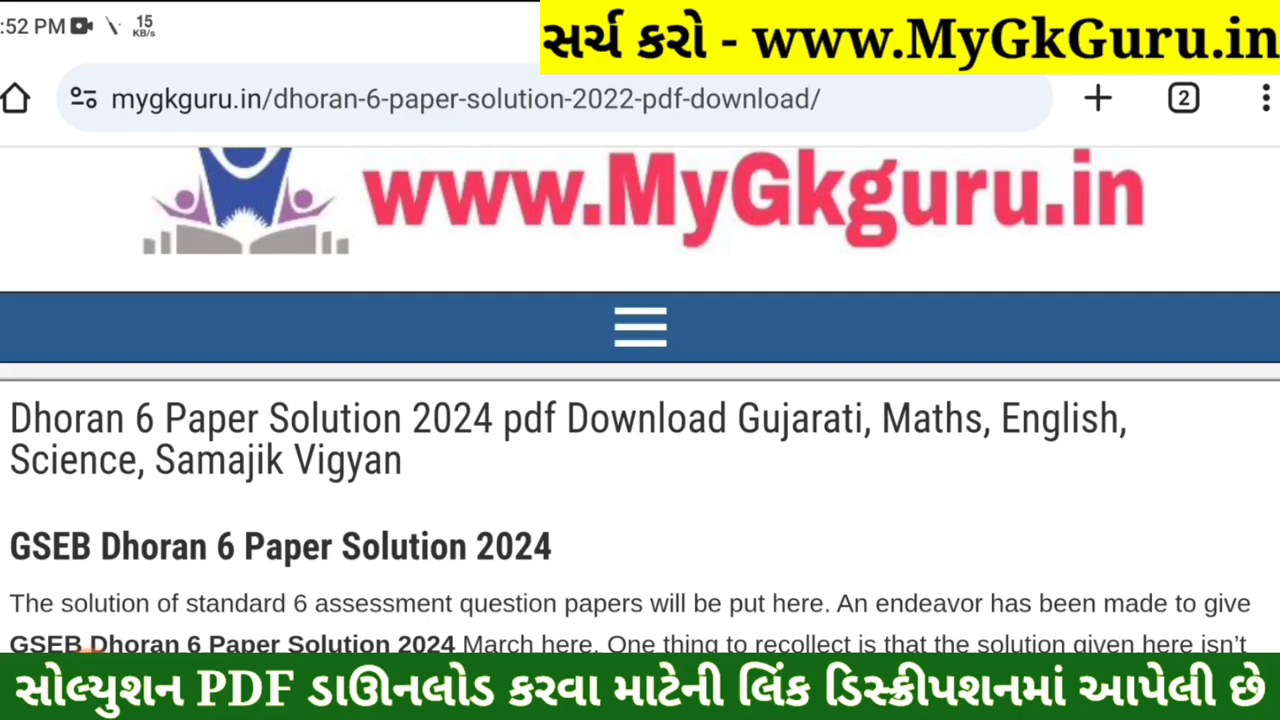 :52 PM 15 KB/s
સર્ચ કરો - www.MyGkGuru.in
mygkguru.in/dhoran-6-paper-solution-2022-pdf-download/
2
www.MyGkguru.in
Dhoran 6 Paper Solution 2024 pdf Download Gujarati, Maths, English,
Science, Samajik Vigyan
GSEB Dhoran 6 Paper Solution 2024
The solution of standard 6 assessment question papers will be put here. An endeavor has been made to give
GSEB Dhoran 6 Paper Solution 2024 March here. One thing to recollect is that the solution given here isn't
સોલ્યુશન PDF ડાઊનલોડ કરવા માટેની લિંક ડિસ્ક્રીપશનમાં આપેલી છે